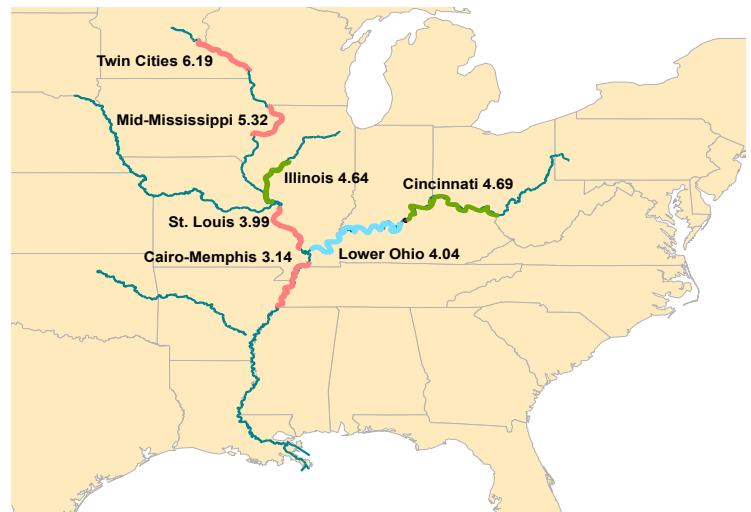 Twin Cities 6.19
Mid-Mississippi 5.32
Illinois 4.64
Cincinnati 4.69
St. Louis 3.99
Lower Ohio 4.04
Cairo-Memphis 3.14